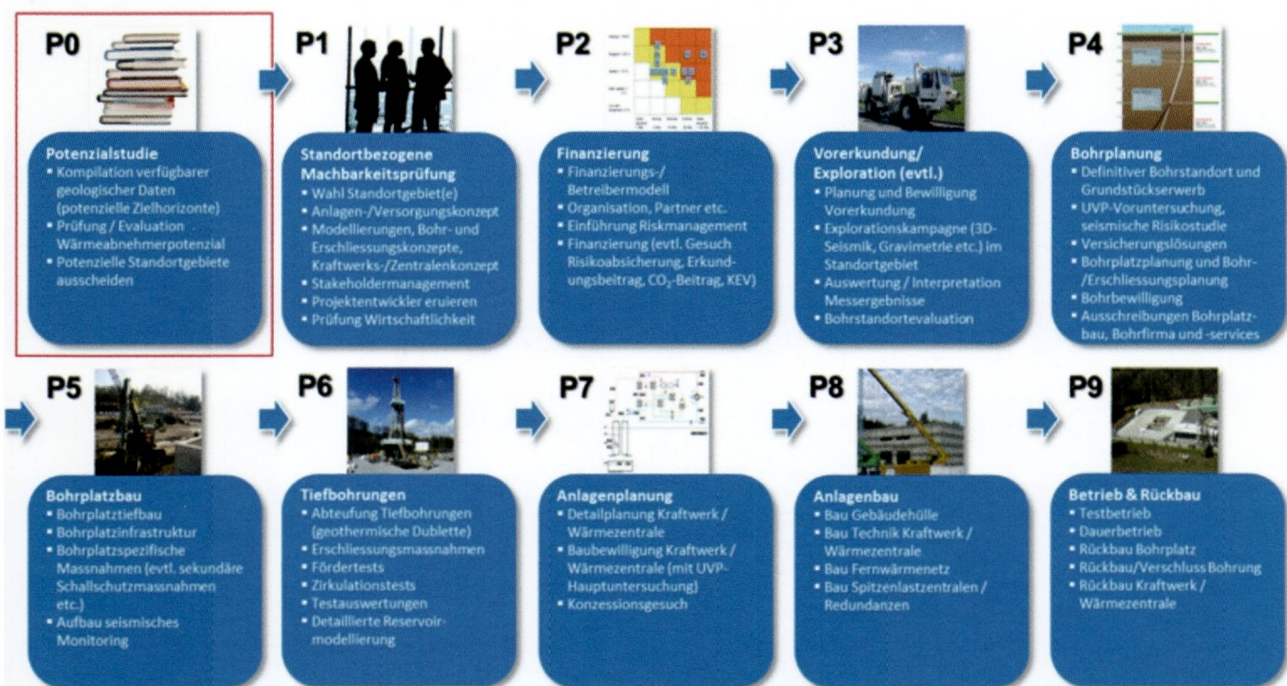 P0
Potenzialstudie
▪ Kompilation verfügbarer
geologischer Daten
(potenzielle Zielhorizonte)
▪ Prüfung / Evaluation
Wärmeabnehmerpotenzial
▪ Potenzielle Standortgebiete
ausscheiden
P1
Standortbezogene
Machbarkeitsprüfung
▪ Wahl Standortgebiet(e)
▪ Anlagen-/Versorgungskonzept
▪ Modellierungen, Bohr- und
Erschliessungskonzepte,
Kraftwerks-/Zentralenkonzept
▪ Stakeholdermanagement
▪ Projektentwickler eruieren
▪ Prüfung Wirtschaftlichkeit
P2
Finanzierung
▪ Finanzierungs-/
Betreibermodell
▪ Organisation, Partner etc.
▪ Einführung Riskmanagement
▪ Finanzierung (evtl. Gesuch
Risikoabsicherung, Erkund-
ungsbeitrag, CO₂-Beitrag, KEV)
P3
Vorerkundung/
Exploration (evtl.)
▪ Planung und Bewilligung
Vorerkundung
▪ Explorationskampagne (3D-
Seismik, Gravimetrie etc.) im
Standortgebiet
▪ Auswertung / Interpretation
Messergebnisse
▪ Bohrstandortevaluation
P4
Bohrplanung
▪ Definitiver Bohrstandort und
Grundstückserwerb
▪ UVP-Voruntersuchung,
seismische Risikostudie
▪ Versicherungslösungen
▪ Bohrplatzplanung und Bohr-
/Erschliessungsplanung
▪ Bohrbewilligung
▪ Ausschreibungen Bohrplatz-
bau, Bohrfirma und -services
P5
Bohrplatzbau
▪ Bohrplatztiefbau
▪ Bohrplatzinfrastruktur
▪ Bohrplatzspezifische
Massnahmen (evtl. sekundäre
Schallschutzmassnahmen
etc.)
▪ Aufbau seismisches
Monitoring
P6
Tiefbohrungen
▪ Abteufung Tiefbohrungen
(geothermische Dublette)
▪ Erschliessungsmassnahmen
▪ Fördertests
▪ Zirkulationstests
▪ Testauswertungen
▪ Detaillierte Reservoir-
modellierung
P7
Anlagenplanung
▪ Detailplanung Kraftwerk /
Wärmezentrale
▪ Baubewilligung Kraftwerk /
Wärmezentrale (mit UVP-
Hauptuntersuchung)
▪ Konzessionsgesuch
P8
Anlagenbau
▪ Bau Gebäudehülle
▪ Bau Technik Kraftwerk /
Wärmezentrale
▪ Bau Fernwärmenetz
▪ Bau Spitzenlastzentralen /
Redundanzen
P9
Betrieb & Rückbau
▪ Testbetrieb
▪ Dauerbetrieb
▪ Rückbau Bohrplatz
▪ Rückbau/Verschluss Bohrung
▪ Rückbau Kraftwerk /
Wärmezentrale